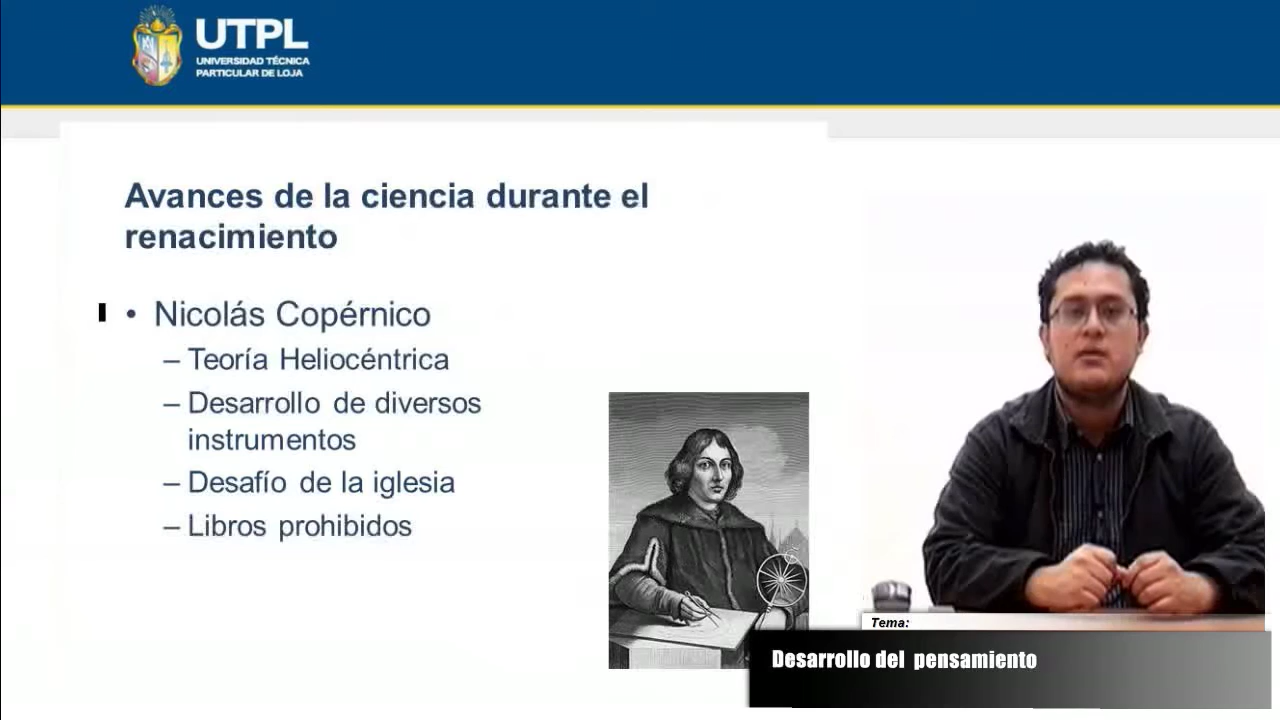 UTPL
UNIVERSIDAD TÉCNICA
PARTICULAR DE LOJA
Avances de la ciencia durante el
renacimiento
• Nicolás Copérnico
– Teoría Heliocéntrica
– Desarrollo de diversos
instrumentos
– Desafío de la iglesia
– Libros prohibidos
Tema:
Desarrollo del pensamiento